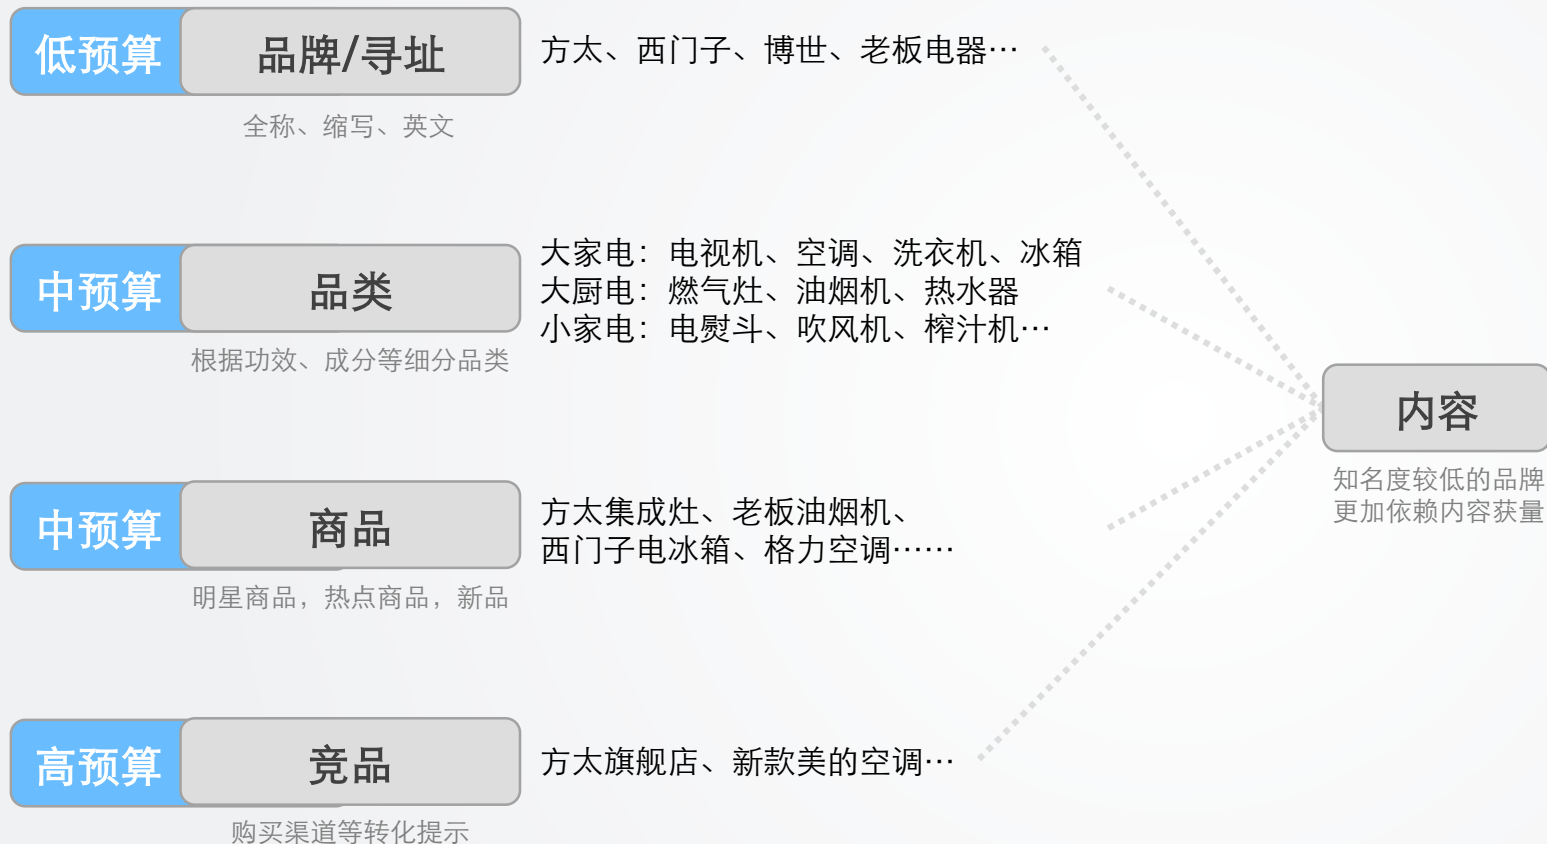 低预算
品牌/寻址
方太、西门子、博世、老板电器…
全称、缩写、英文
中预算
品类
大家电：电视机、空调、洗衣机、冰箱
大厨电：燃气灶、油烟机、热水器
小家电：电熨斗、吹风机、榨汁机…
根据功效、成分等细分品类
中预算
商品
方太集成灶、老板油烟机、
西门子电冰箱、格力空调……
明星商品，热点商品，新品
高预算
竞品
方太旗舰店、新款美的空调…
购买渠道等转化提示
内容
知名度较低的品牌
更加依赖内容获量